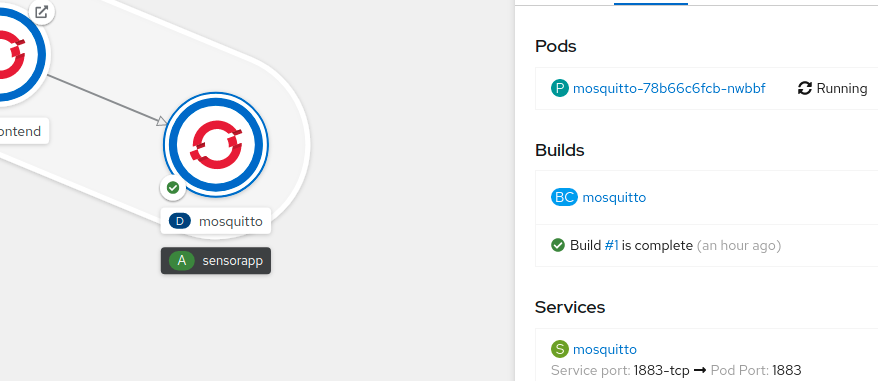 ontend
D mosquitto
A sensorapp
Pods
P mosquitto-78b66c6fcb-nwbbf Running
Builds
BC mosquitto
Build #1 is complete (an hour ago)
Services
S mosquitto
Service port: 1883-tcp → Pod Port: 1883